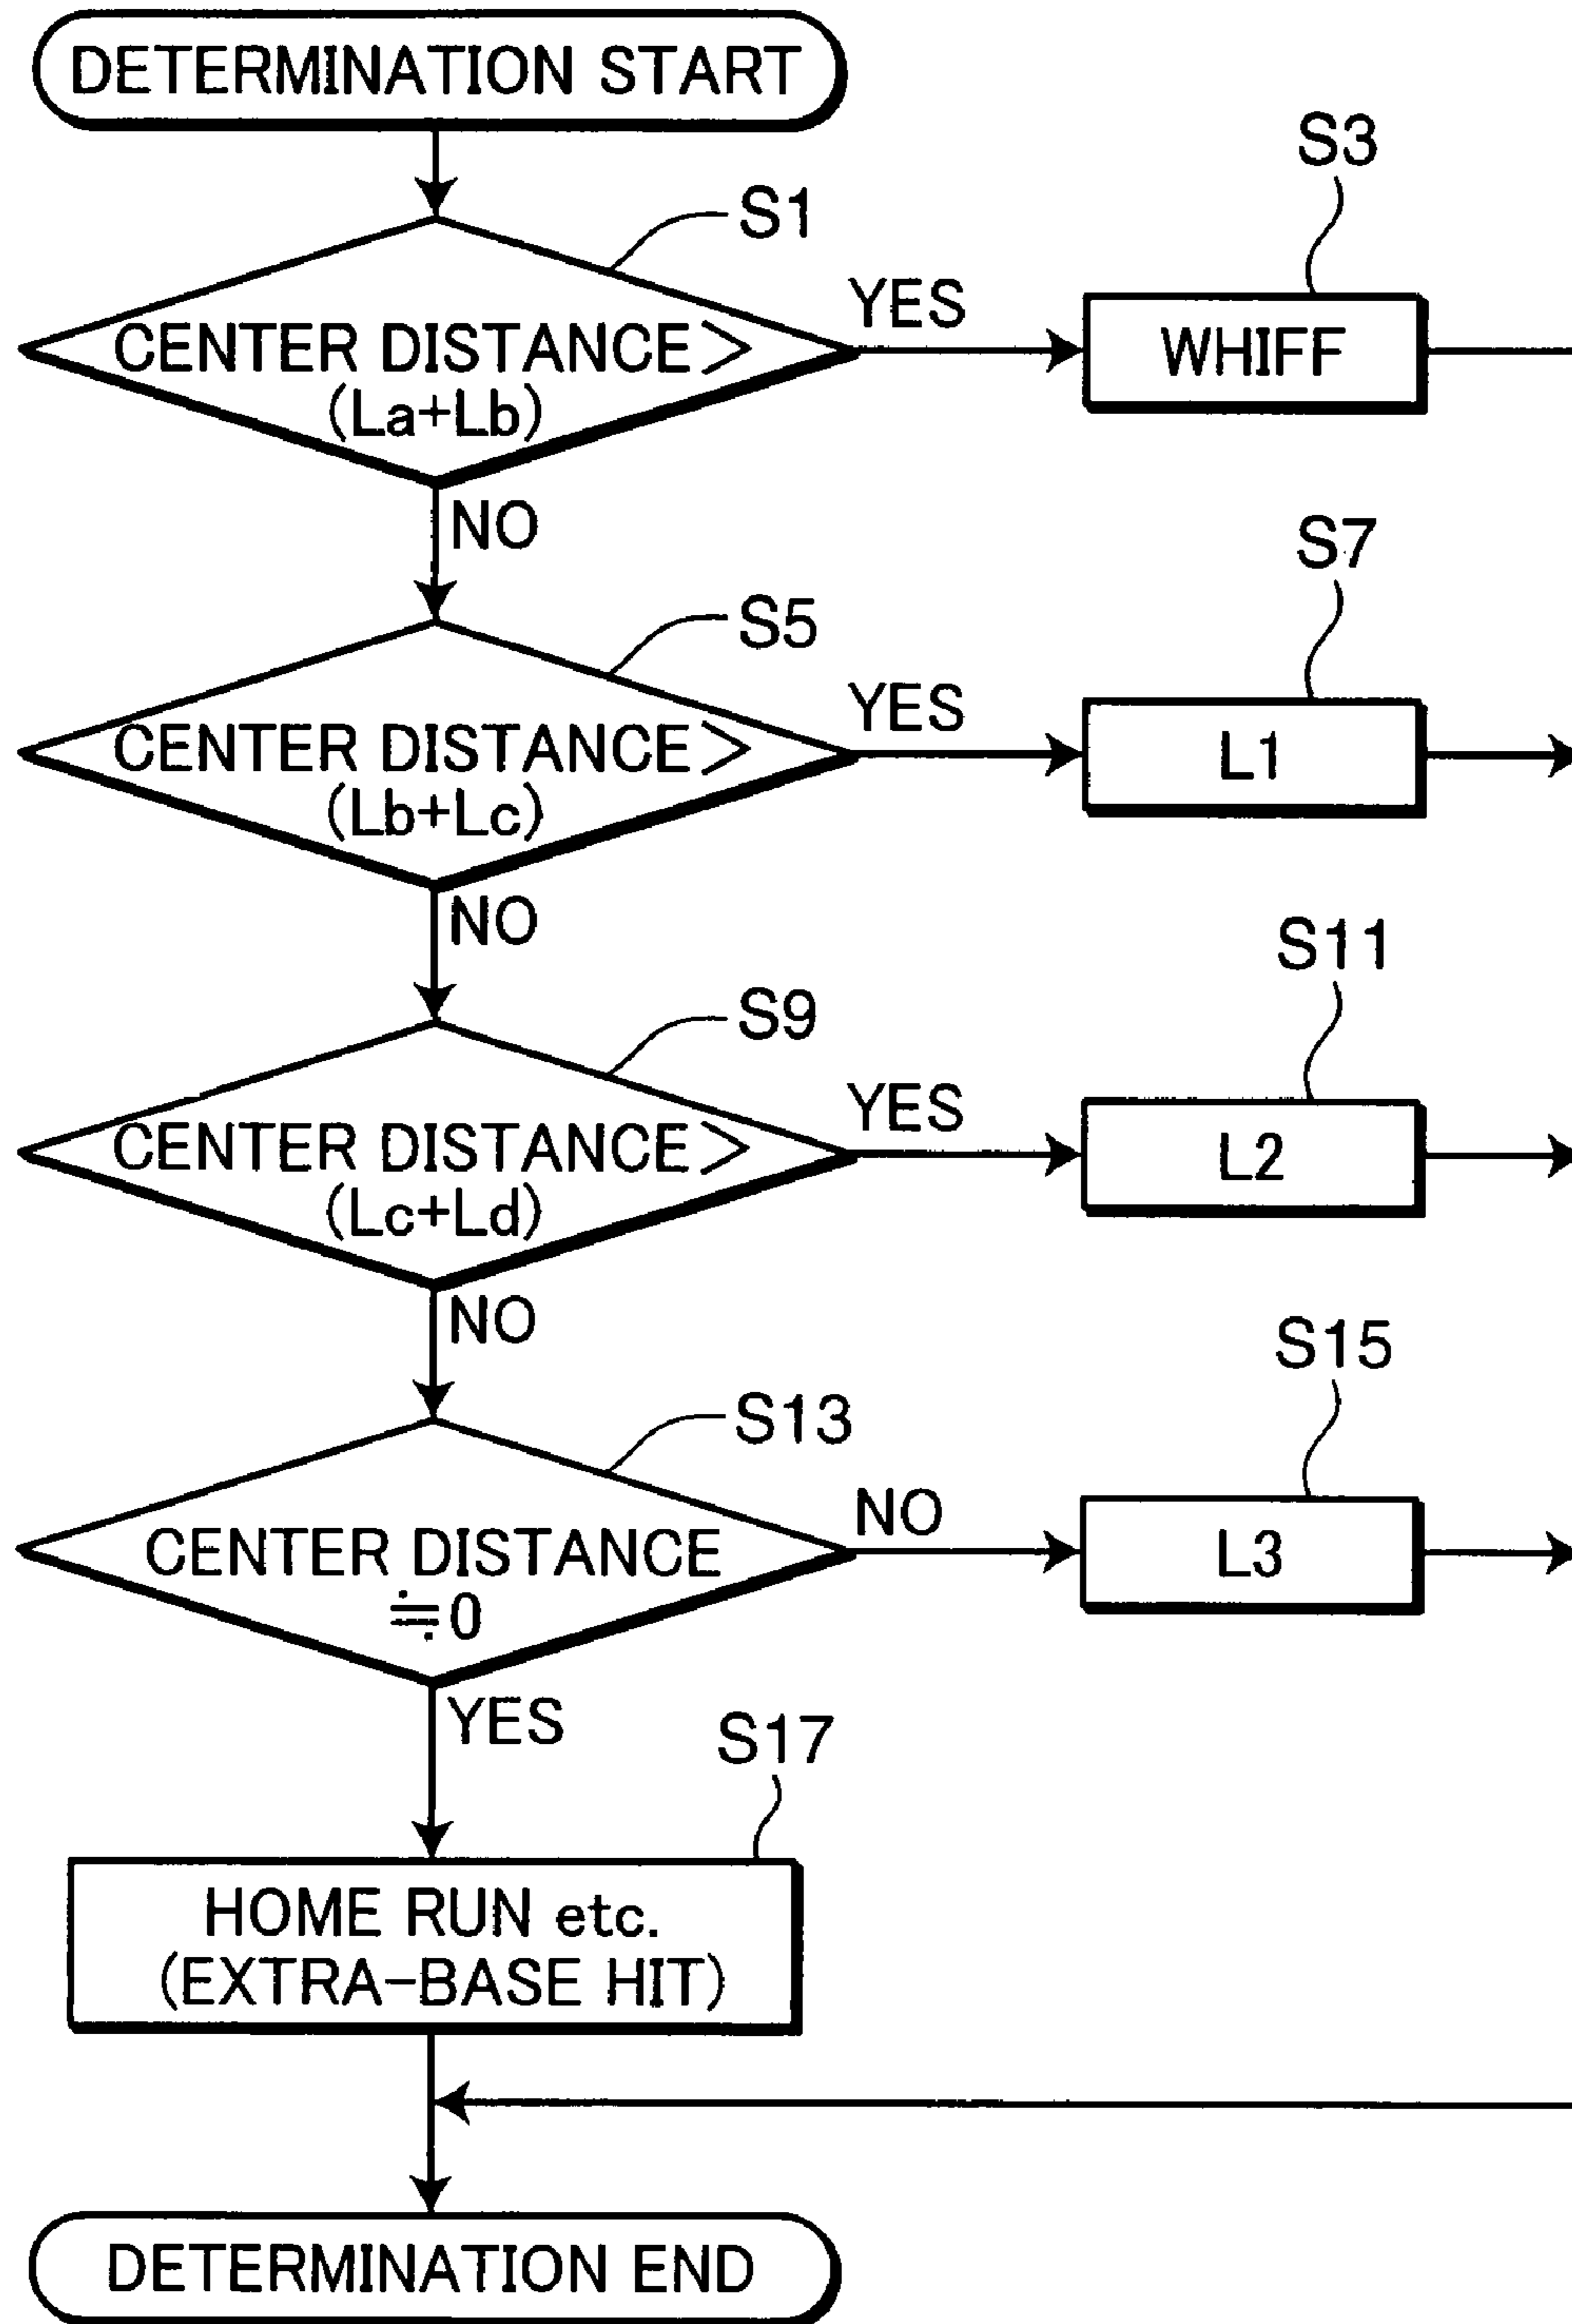 DETERMINATION START
S1
S3
CENTER DISTANCE>
(La+Lb)
YES
WHIFF
NO
S5
S7
CENTER DISTANCE>
(Lb+Lc)
YES
L1
NO
S9
S11
CENTER DISTANCE>
(Lc+Ld)
YES
L2
NO
S13
S15
CENTER DISTANCE
≒0
NO
L3
YES
S17
HOME RUN etc.
(EXTRA-BASE HIT)
DETERMINATION END